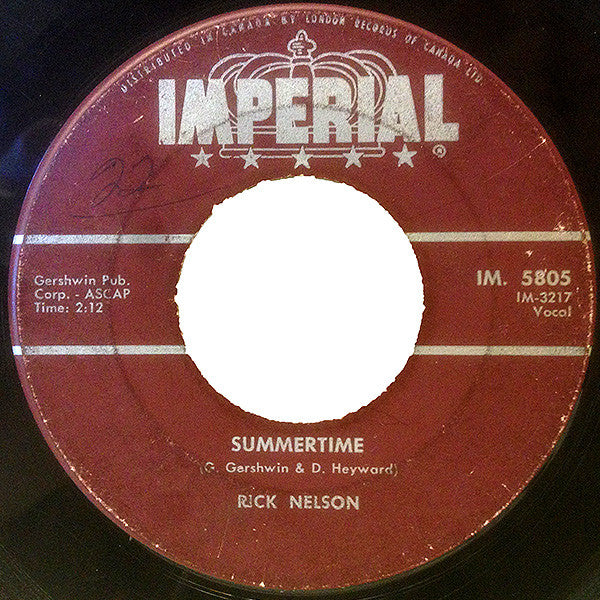 DISTRIBUTED IN CANADA BY LONDON RECORDS OF CANADA LTD
IMPERIAL
®
22
Gershwin Pub.
Corp. - ASCAP
Time: 2:12
IM. 5805
IM-3217
Vocal
SUMMERTIME
(G. Gershwin & D. Heyward)
RICK NELSON